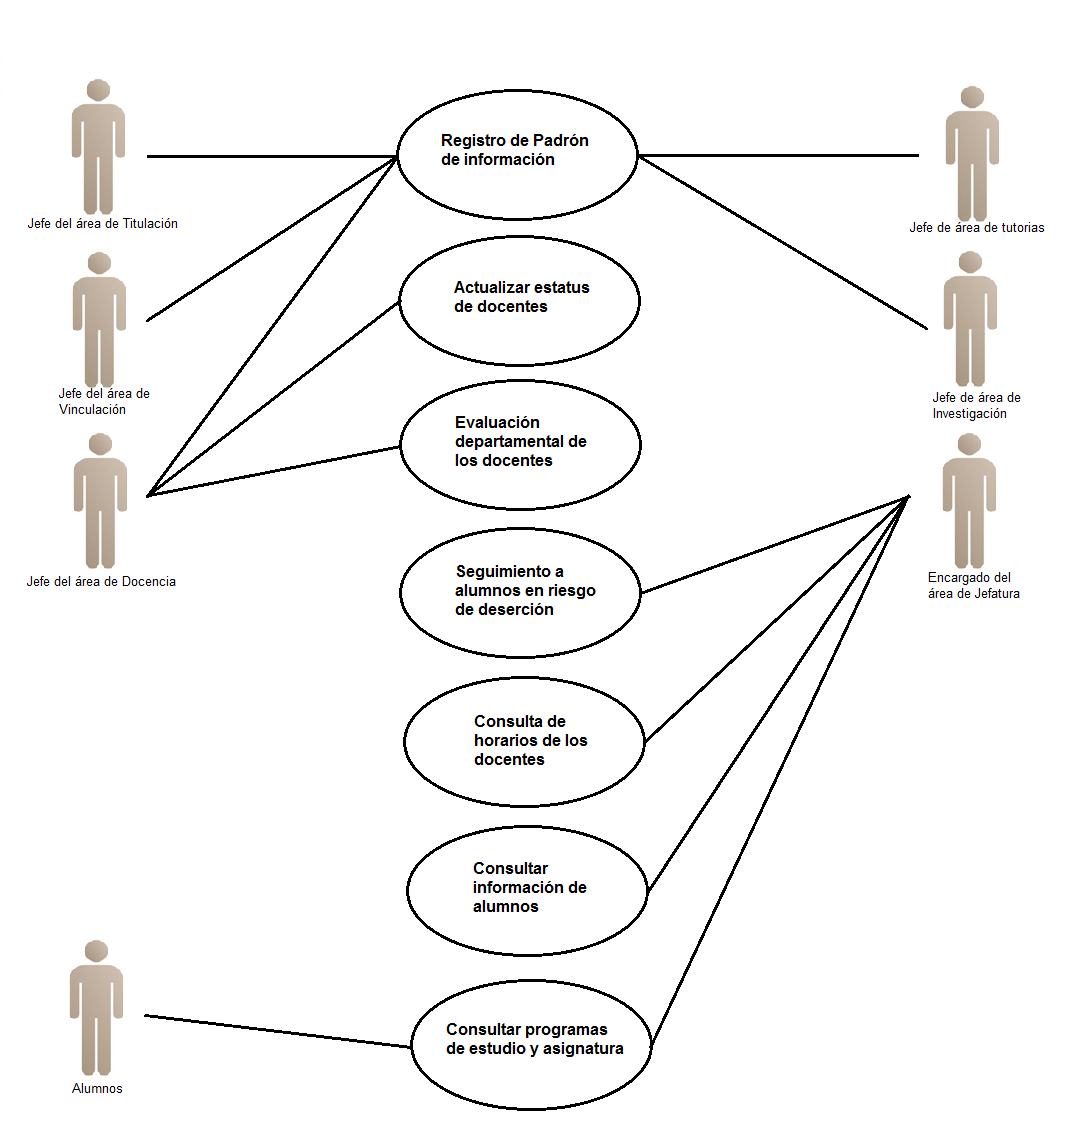 Registro de Padrón
de información
Jefe del área de Titulación
Jefe de área de tutorias
Actualizar estatus
de docentes
Jefe del área de
Vinculación
Jefe de área de
Investigación
Evaluación
departamental de
los docentes
Jefe del área de Docencia
Encargado del
área de Jefatura
Seguimiento a
alumnos en riesgo
de deserción
Consulta de
horarios de los
docentes
Consultar
información de
alumnos
Consultar programas
de estudio y asignatura
Alumnos